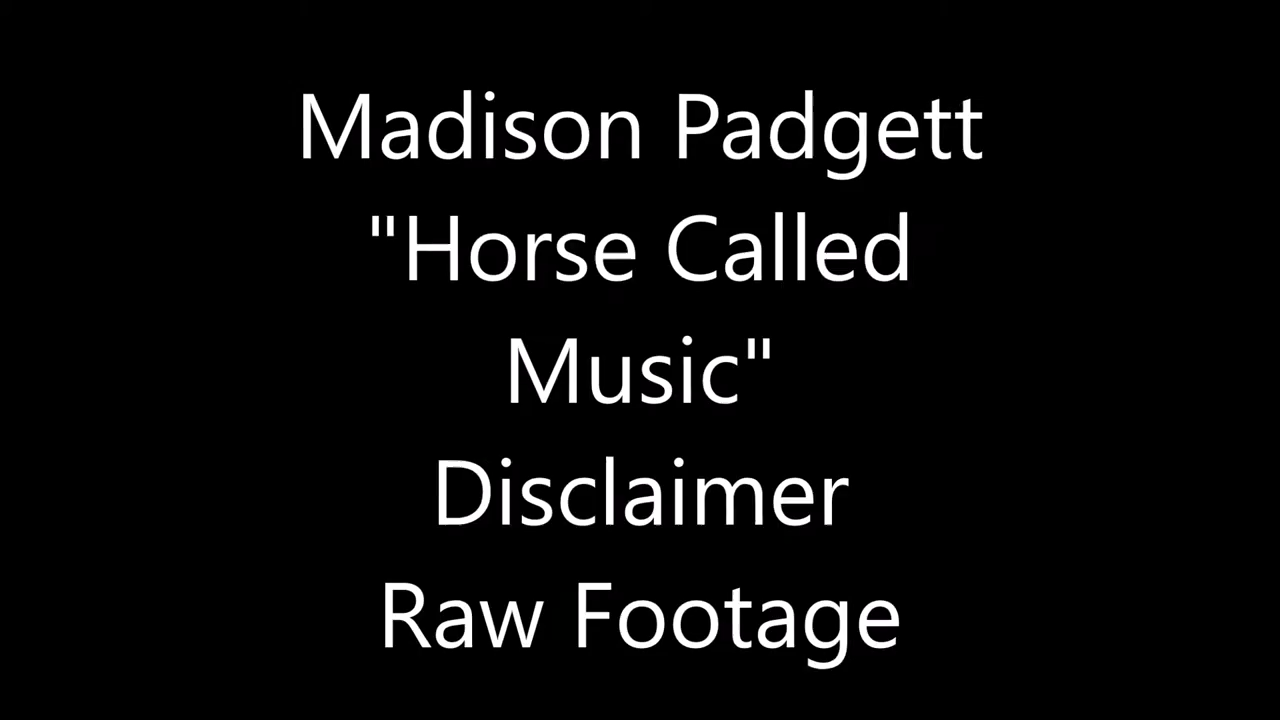 Madison Padgett
"Horse Called
Music"
Disclaimer
Raw Footage